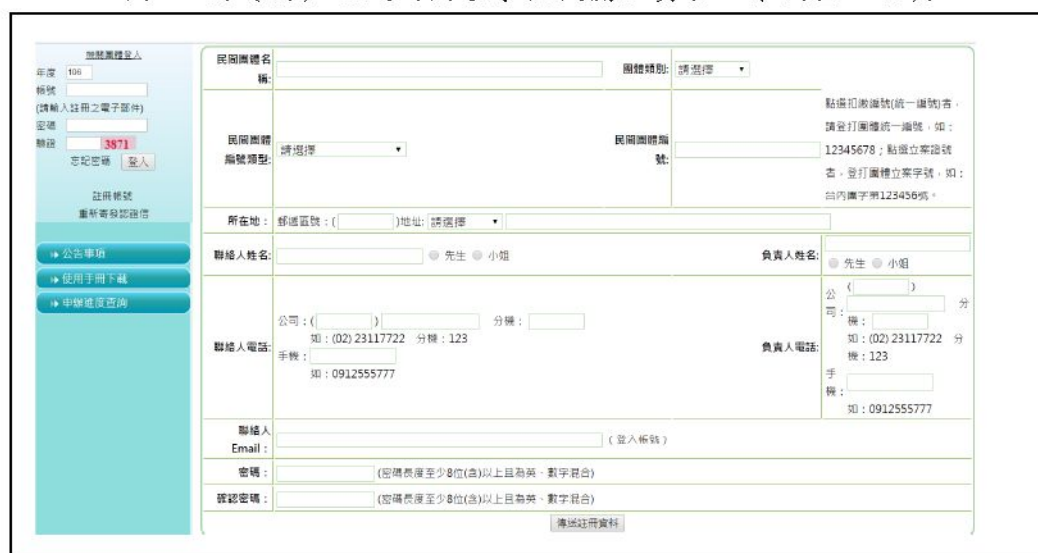 民間團體登入
年度 106
帳號
(請輸入註冊之電子郵件)
密碼
驗證 3871
忘記密碼 登入
註冊帳號
重新寄發認證信
公告事項
使用手冊下載
申辦進度查詢
民間團體名稱:
團體類別: 請選擇
民間團體編號類型: 請選擇
民間團體編號:
點選扣繳編號(統一編號)者，
請登打團體統一編號，如：
12345678；點選立案證號
者，登打團體立案字號，如：
台內團字第123456號。
所在地： 郵遞區號：( )地址: 請選擇
聯絡人姓名: 先生 小姐
負責人姓名: 先生 小姐
聯絡人電話:
公司：( ) 分機：
如：(02) 23117722 分機：123
手機：
如：0912555777
負責人電話:
公司： ( ) 分
機：
如：(02) 23117722 分
機：123
手機：
如：0912555777
聯絡人
Email： (登入帳號)
密碼： (密碼長度至少8位(含)以上且為英、數字混合)
確認密碼： (密碼長度至少8位(含)以上且為英、數字混合)
傳送註冊資料